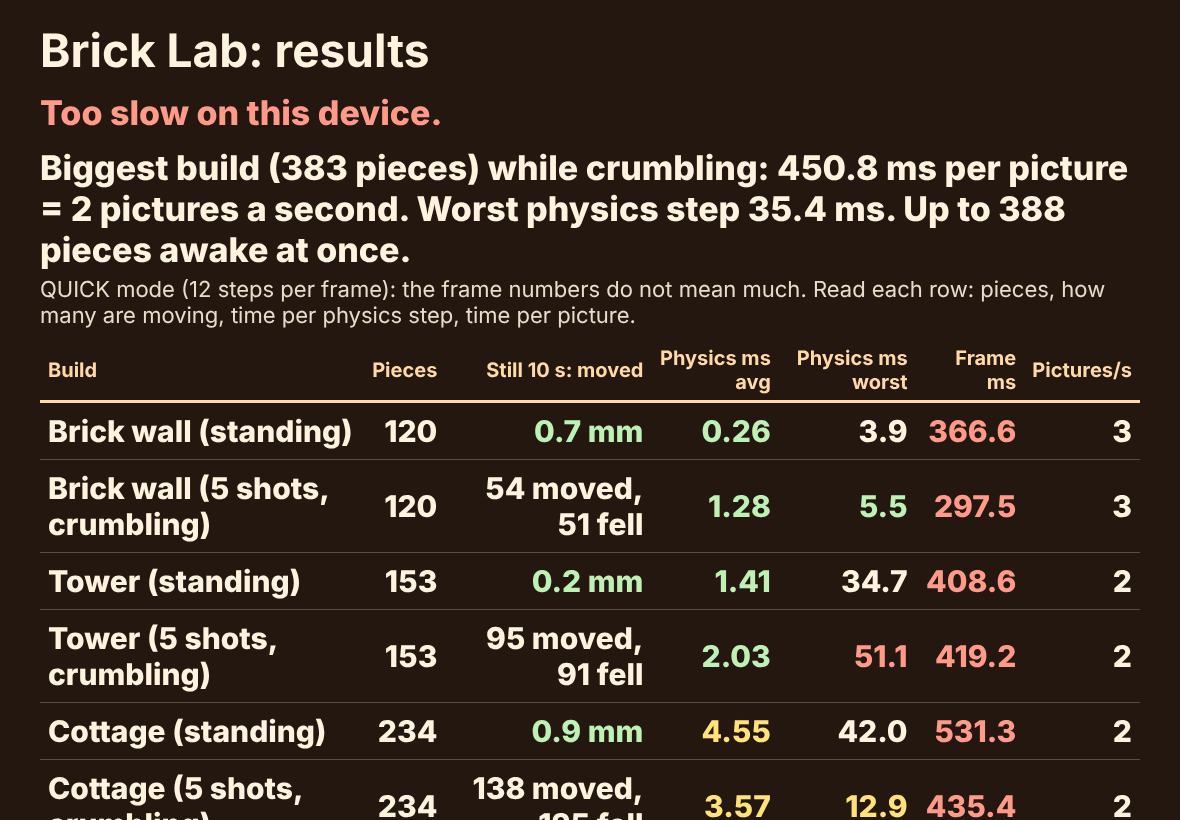 Brick Lab: results
Too slow on this device.
Biggest build (383 pieces) while crumbling: 450.8 ms per picture
= 2 pictures a second. Worst physics step 35.4 ms. Up to 388
pieces awake at once.
QUICK mode (12 steps per frame): the frame numbers do not mean much. Read each row: pieces, how
many are moving, time per physics step, time per picture.
Build Pieces Still 10 s: moved Physics ms avg Physics ms worst Frame ms Pictures/s
Brick wall (standing) 120 0.7 mm 0.26 3.9 366.6 3
Brick wall (5 shots, crumbling) 120 54 moved, 51 fell 1.28 5.5 297.5 3
Tower (standing) 153 0.2 mm 1.41 34.7 408.6 2
Tower (5 shots, crumbling) 153 95 moved, 91 fell 2.03 51.1 419.2 2
Cottage (standing) 234 0.9 mm 4.55 42.0 531.3 2
Cottage (5 shots, 234 138 moved, 3.57 12.9 435.4 2